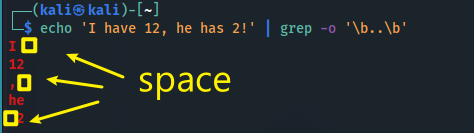 ┌──(kali㉿kali)-[~]
└─$ echo 'I have 12, he has 2!' | grep -o '\b..\b'
I
12
,
he
2
space